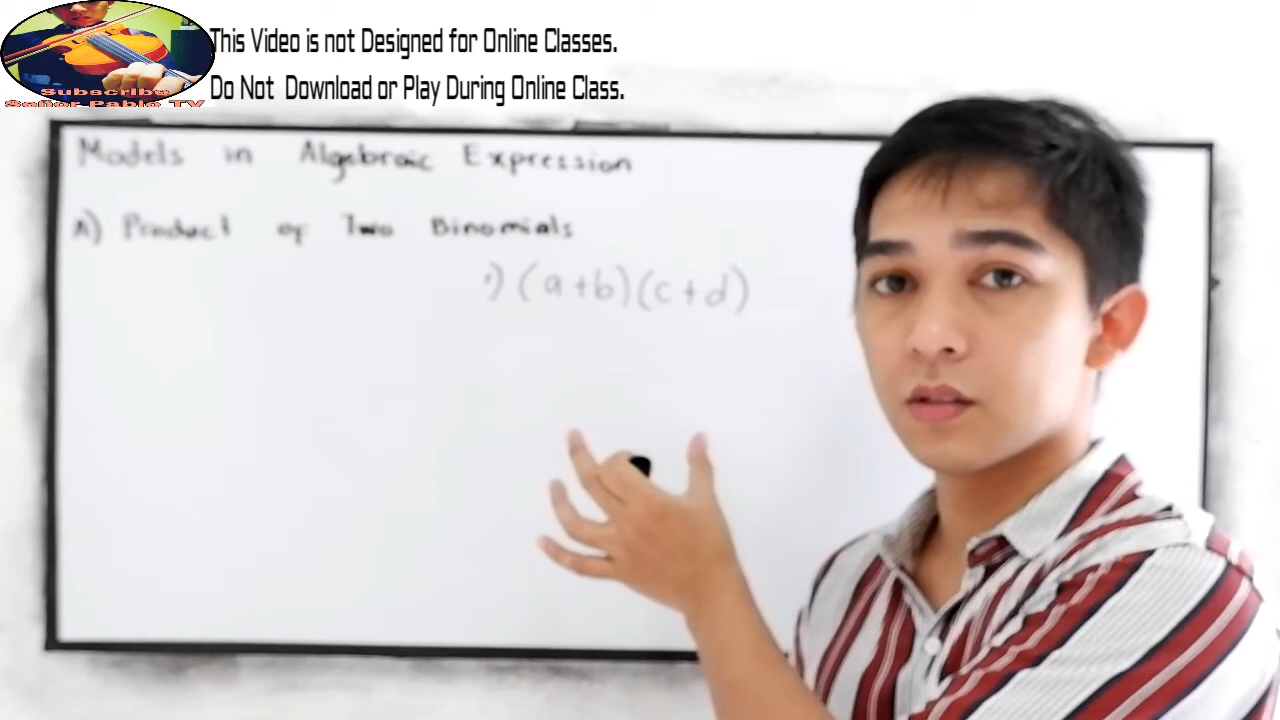 This Video is not Designed for Online Classes.
Do Not Download or Play During Online Class.
Subscribe
Señor Pablo TV
Models in Algebraic Expression
A) Product of Two Binomials
1) (a+b)(c+d)